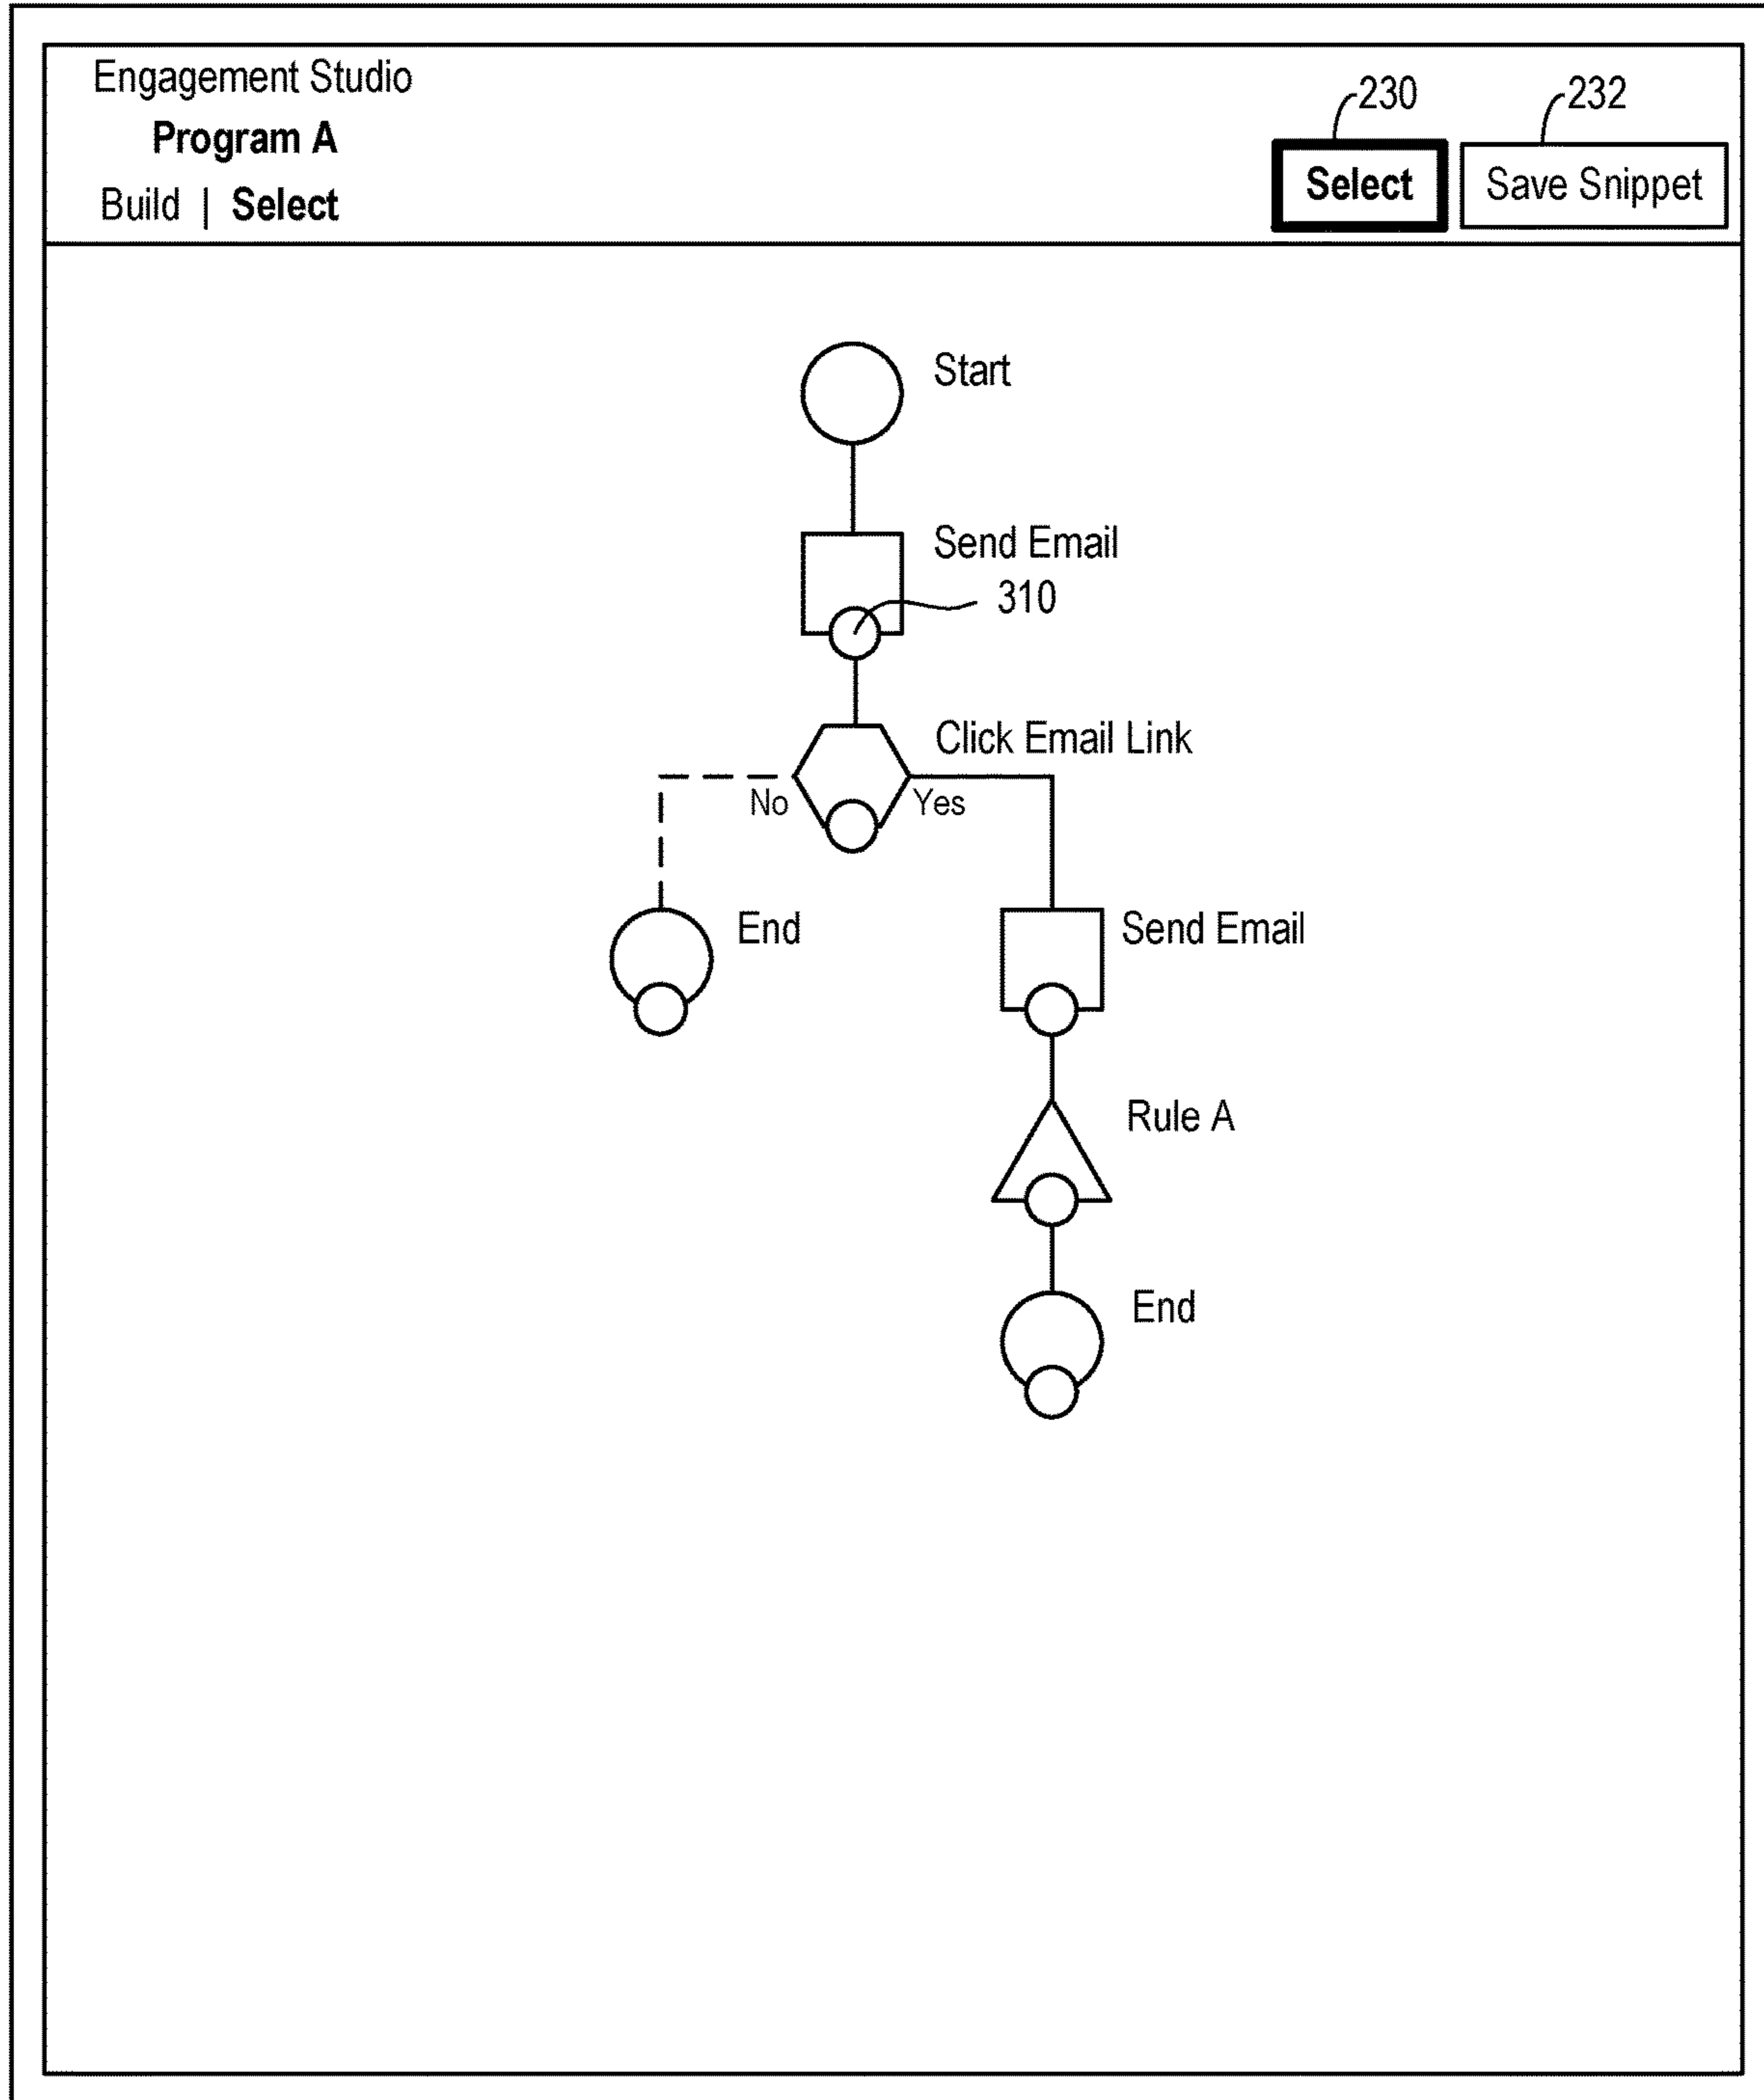 Engagement Studio
Program A
Build | Select
230
232
Select
Save Snippet
Start
Send Email
310
Click Email Link
No
Yes
End
Send Email
Rule A
End